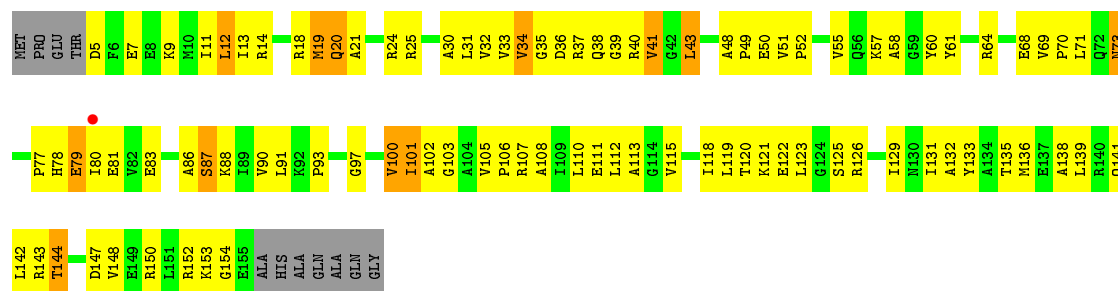 MET PRO GLU THR D5 F6 E7 E8 K9 M10 I11 L12 I13 R14 R18 M19 Q20 A21 R24 R25 A30 L31 V32 V33 V34 G35 D36 R37 Q38 G39 R40 V41 G42 L43 A48 P49 E50 V51 P52 V55 Q56 K57 A58 G59 Y60 Y61 R64 E68 V69 P70 L71 Q72 N73
P77 H78 E79 I80 E81 V82 E83 A86 S87 K88 I89 V90 L91 K92 P93 G97 V100 I101 A102 G103 A104 V105 P106 R107 A108 I109 L110 E111 L112 A113 G114 V115 I118 L119 T120 K121 E122 L123 G124 S125 R126 I129 N130 I131 A132 Y133 A134 T135 M136 E137 A138 L139 R140 Q141
L142 R143 T144 D147 V148 E149 R150 L151 R152 K153 G154 E155 ALA HIS ALA GLN ALA GLN GLY